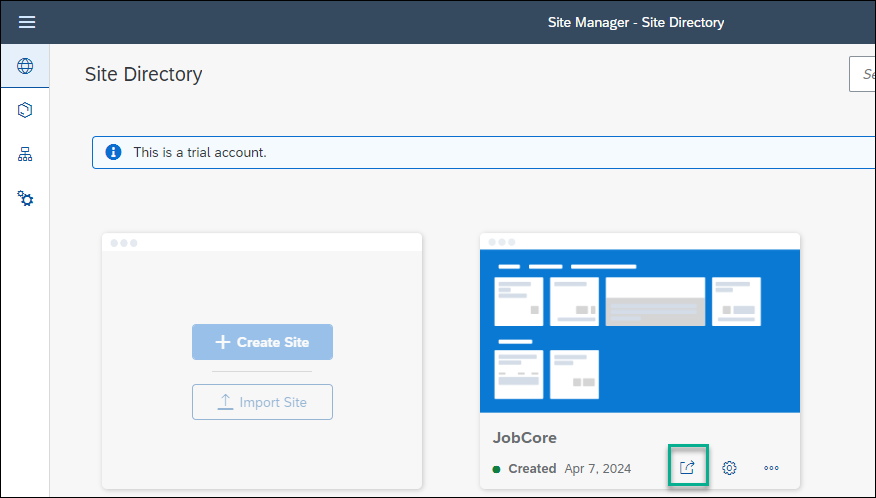 Site Manager - Site Directory
Site Directory
This is a trial account.
Create Site
Import Site
JobCore
Created Apr 7, 2024